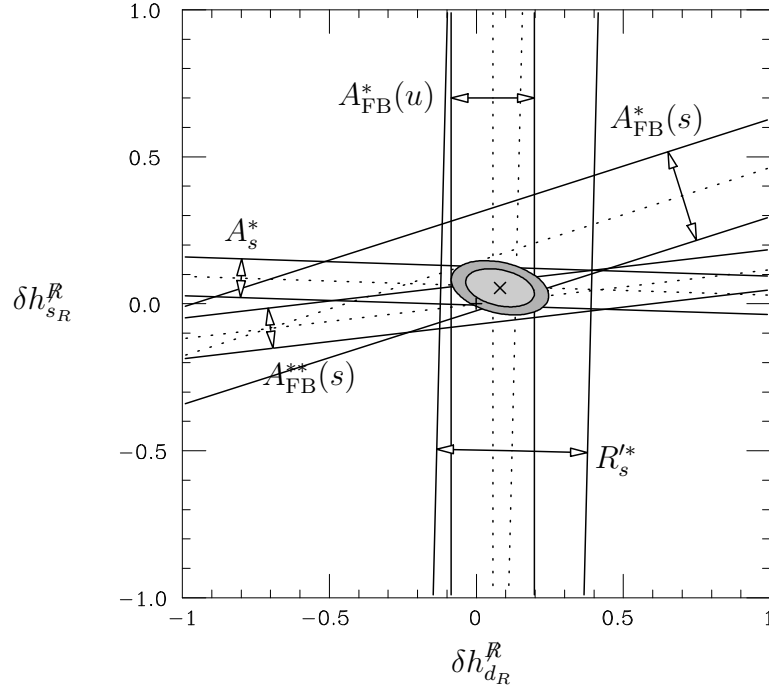 1.0
A*FB(u)
A*FB(s)
0.5
A*s
δh^R̸_{s_R}
0.0
A**FB(s)
−0.5
R′*s
−1.0
−1 −0.5 0 0.5 1
δh^R̸_{d_R}